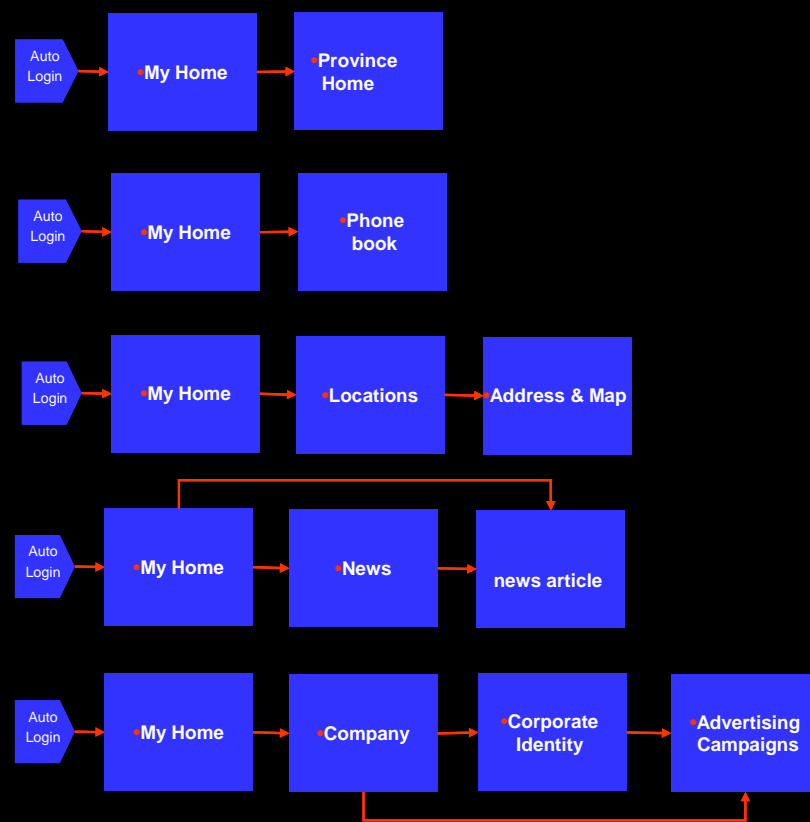 Auto
Login
•My Home
•Province
Home
Auto
Login
•My Home
•Phone
book
Auto
Login
•My Home
•Locations
•Address & Map
Auto
Login
•My Home
•News
news article
Auto
Login
•My Home
•Company
•Corporate
Identity
•Advertising
Campaigns